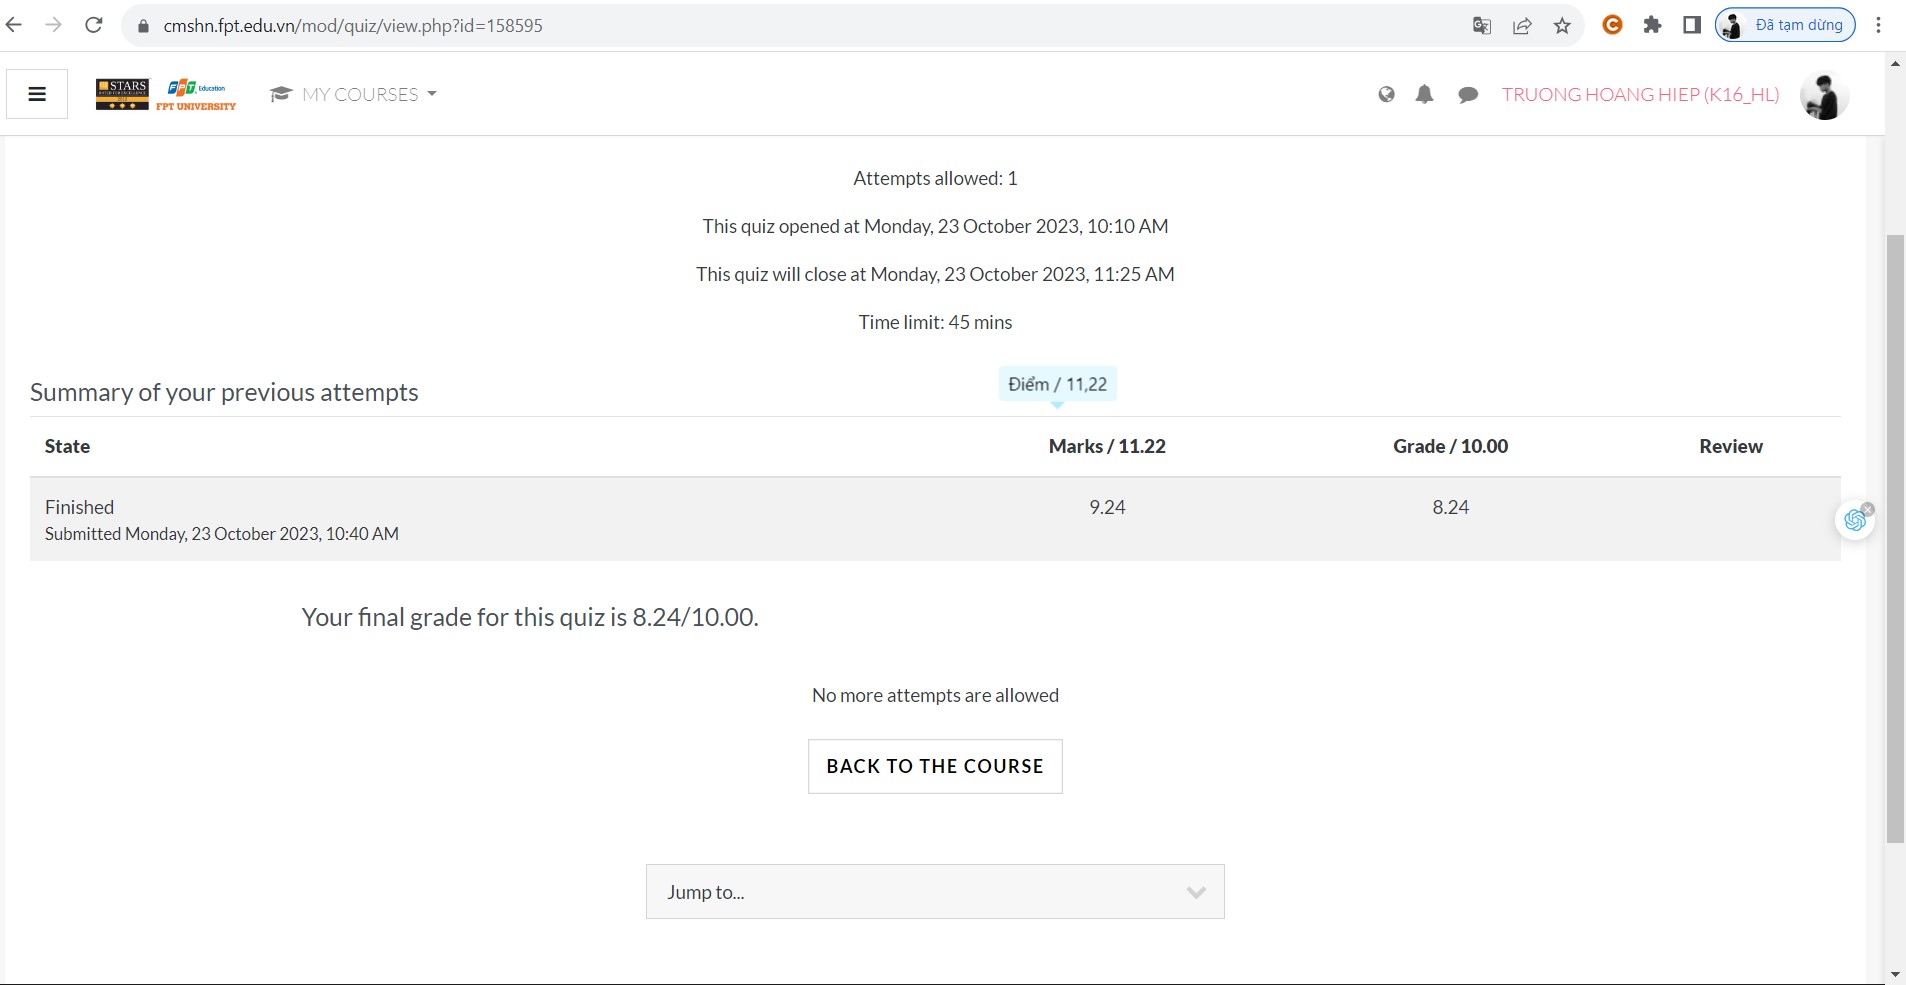 cmshn.fpt.edu.vn/mod/quiz/view.php?id=158595
Đã tạm dừng
STARS
FPT Education
FPT UNIVERSITY
MY COURSES
TRUONG HOANG HIEP (K16_HL)
Attempts allowed: 1
This quiz opened at Monday, 23 October 2023, 10:10 AM
This quiz will close at Monday, 23 October 2023, 11:25 AM
Time limit: 45 mins
Điểm / 11,22
Summary of your previous attempts
State Marks / 11.22 Grade / 10.00 Review
Finished 9.24 8.24
Submitted Monday, 23 October 2023, 10:40 AM
Your final grade for this quiz is 8.24/10.00.
No more attempts are allowed
BACK TO THE COURSE
Jump to...